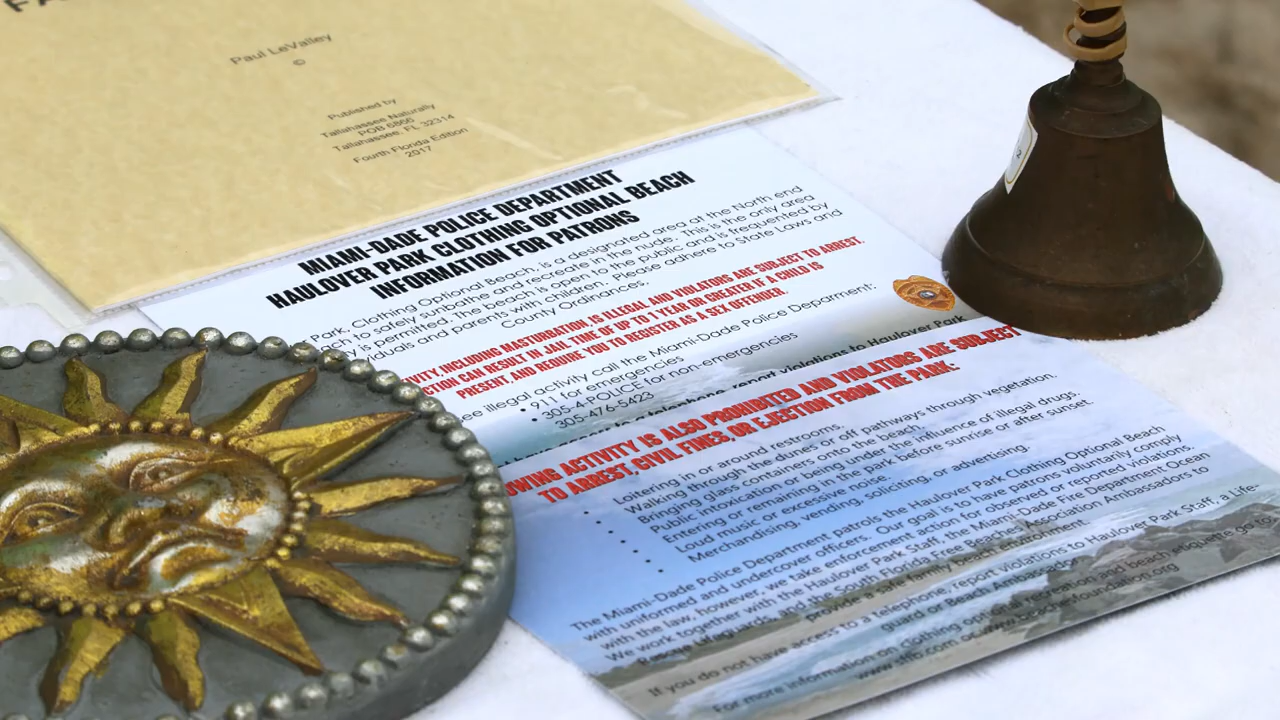 Paul LeValley
©
Published by
Tallahassee Naturally
POB 6866
Tallahassee, FL 32314
Fourth Florida Edition
2017
MIAMI-DADE POLICE DEPARTMENT
HAULOVER PARK CLOTHING OPTIONAL BEACH
INFORMATION FOR PATRONS
Park, Clothing Optional Beach, is a designated area at the North end
to safely sunbathe and recreate in the nude. This is the only area
is permitted. The beach is open to the public and is frequented by
and parents with children. Please adhere to State Laws and
County Ordinances.
INCLUDING MASTURBATION IS ILLEGAL AND VIOLATORS ARE SUBJECT TO ARREST.
CAN RESULT IN JAIL TIME OF UP TO 1 YEAR OR GREATER IF A CHILD IS
PRESENT, AND REQUIRE YOU TO REGISTER AS A SEX OFFENDER.
illegal activity call the Miami-Dade Police Deparment:
• 911 for emergencies
• 305-4-POLICE for non-emergencies
305-476-5423
to telephone, report violations to Haulover Park
ACTIVITY IS ALSO PROHIBITED AND VIOLATORS ARE SUBJECT
TO ARREST, CIVIL FINES, OR EJECTION FROM THE PARK:
• Loitering in or around restrooms.
• Walking through the dunes or off pathways through vegetation.
• Bringing glass containers onto the beach.
• Public intoxication or being under the influence of illegal drugs.
• Entering or remaining in the park before sunrise or after sunset.
• Loud music or excessive noise.
• Merchandising, vending, soliciting, or advertising.
The Miami-Dade Police Department patrols the Haulover Park Clothing Optional Beach
with uniformed and undercover officers. Our goal is to have patrons voluntarily comply
with the law, however, we take enforcement action for observed or reported violations.
We work together with the Haulover Park Staff, the Miami-Dade Fire Department Ocean
Rescue lifeguards, and the South Florida Free Beaches Association Ambassadors to
provide a safe family beach environment.
If you do not have access to a telephone, report violations to Haulover Park Staff, a Life-
guard or Beach Ambassador.
For more information on clothing optional recreation and beach etiquette go to